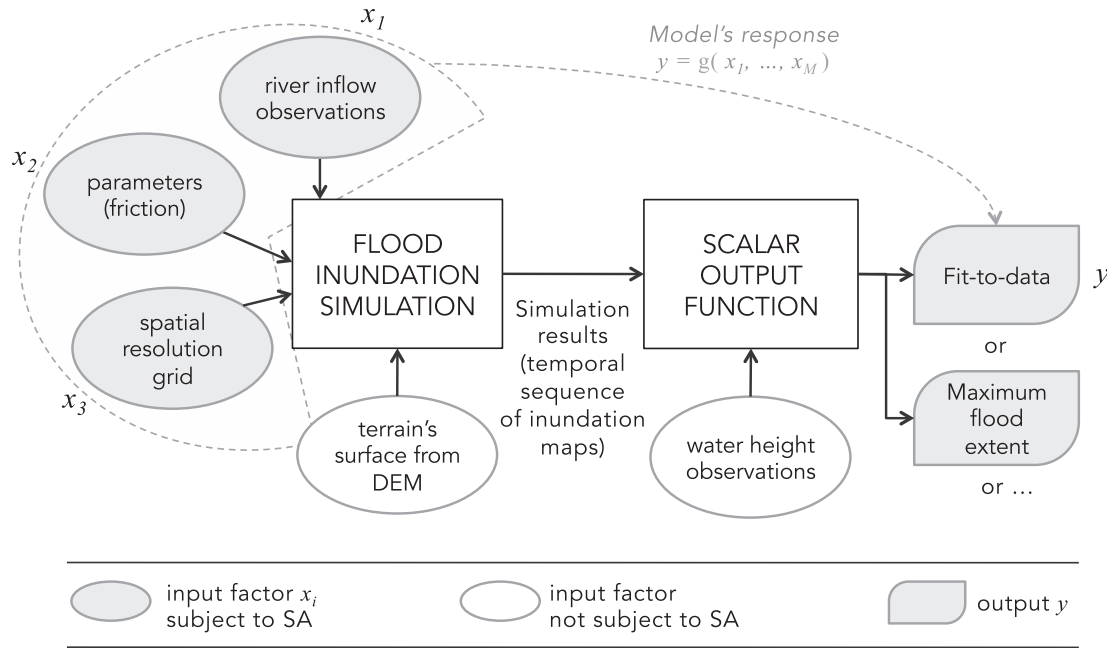 x1
Model's response
y = g( x1, ..., xM )
river inflow
observations
x2
parameters
(friction)
FLOOD
INUNDATION
SIMULATION
SCALAR
OUTPUT
FUNCTION
Fit-to-data
y
spatial
resolution
grid
x3
Simulation
results
(temporal
sequence
of inundation
maps)
or
Maximum
flood
extent
or ...
terrain's
surface from
DEM
water height
observations
input factor xi
subject to SA
input factor
not subject to SA
output y